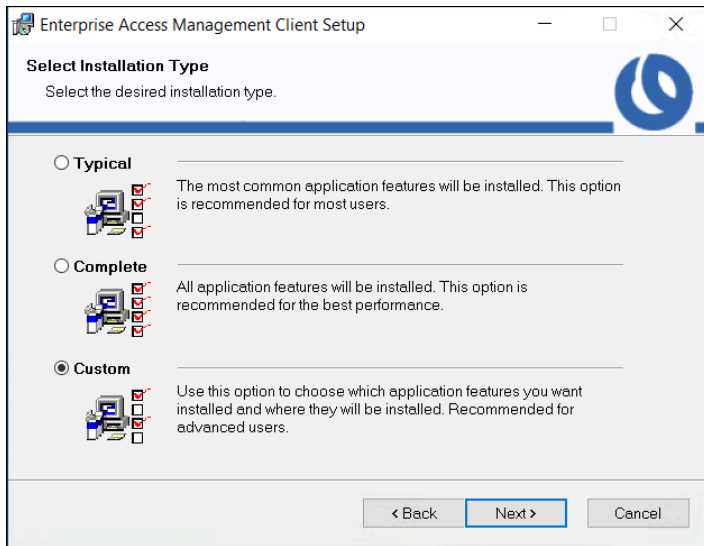 Enterprise Access Management Client Setup
Select Installation Type
Select the desired installation type.
Typical
The most common application features will be installed. This option
is recommended for most users.
Complete
All application features will be installed. This option is
recommended for the best performance.
Custom
Use this option to choose which application features you want
installed and where they will be installed. Recommended for
advanced users.
< Back Next > Cancel